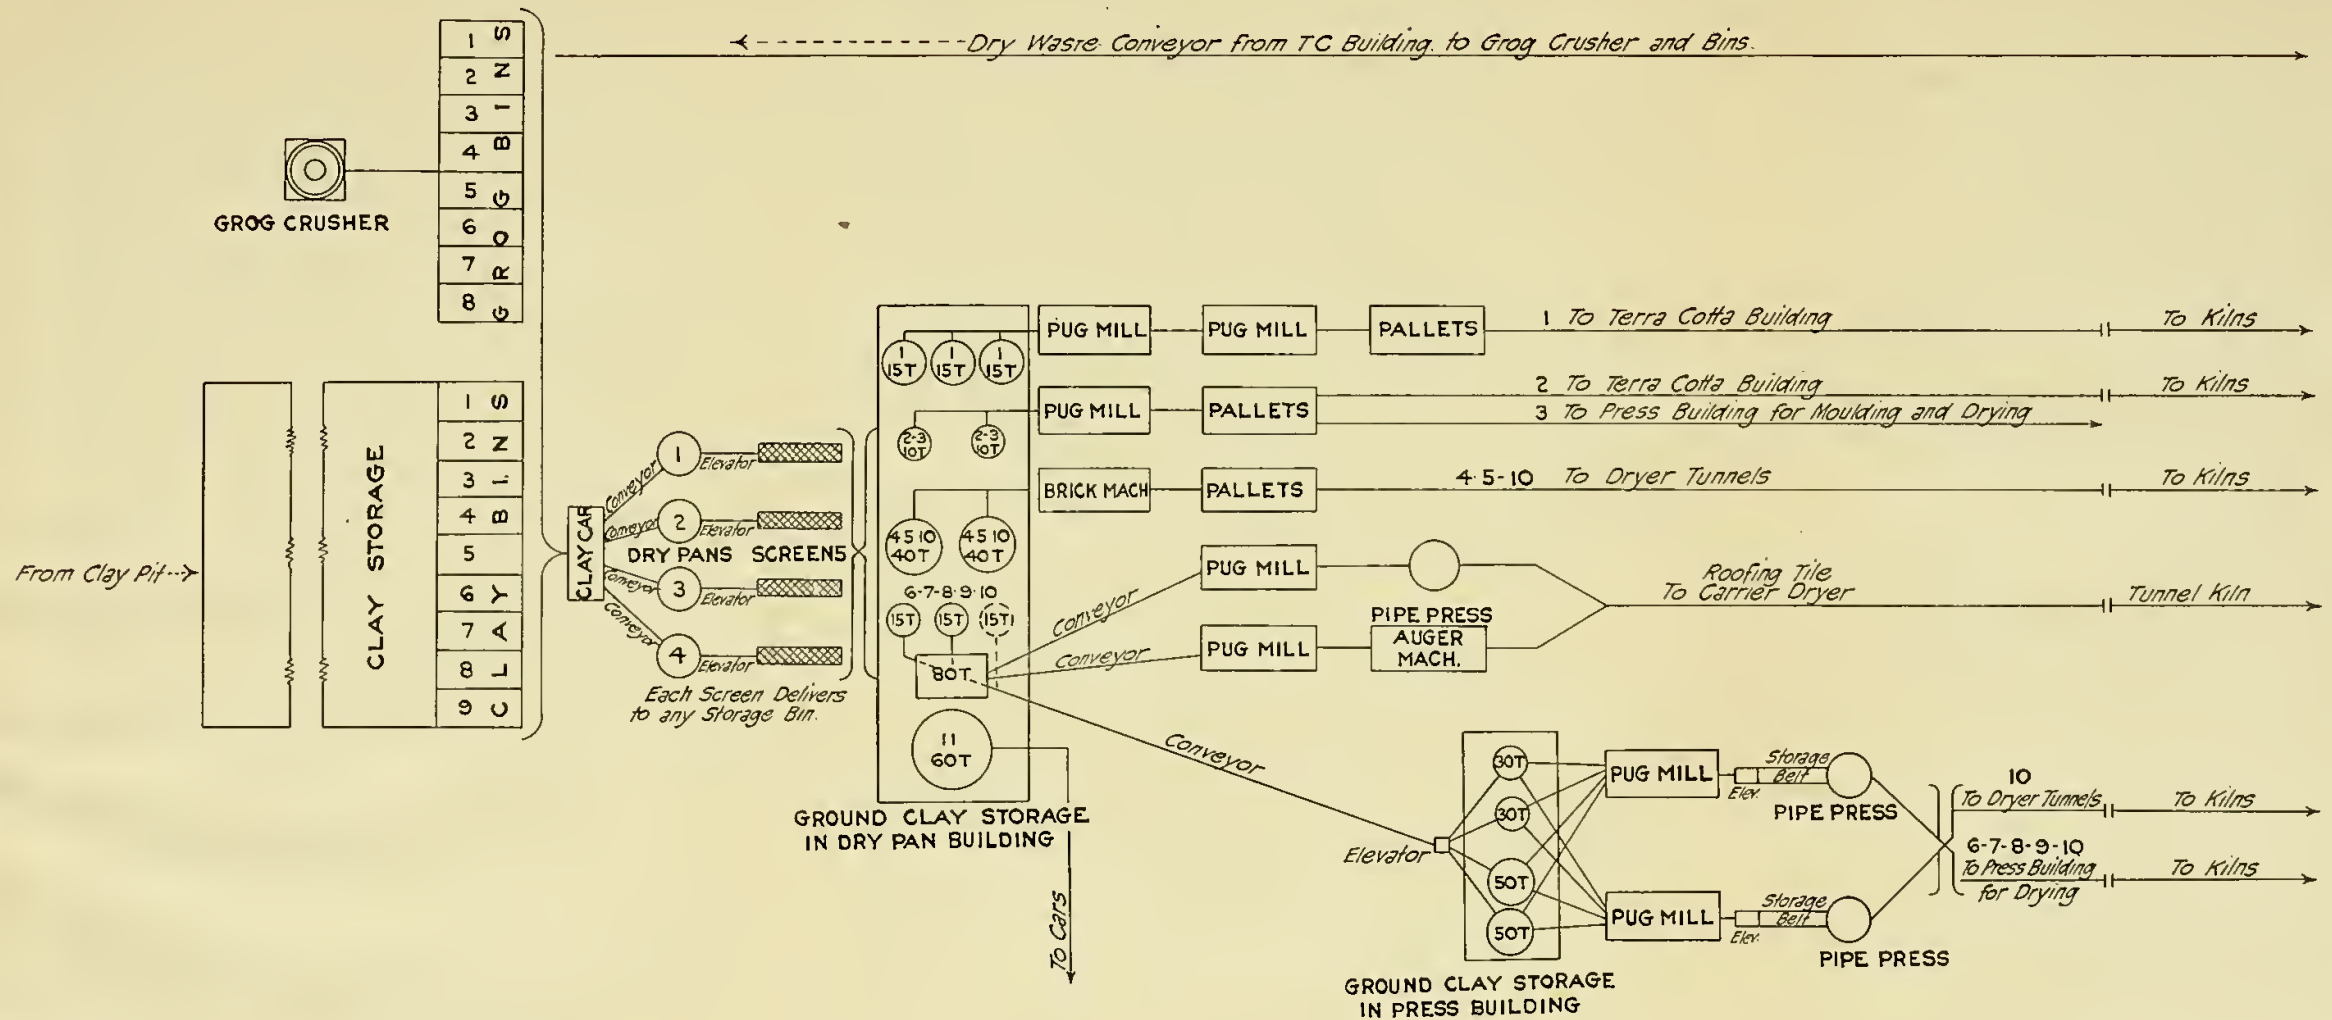 Dry Waste Conveyor from TC Building. to Grog Crusher and Bins.
1
2
3
4
5
6
7
8
GROG BINS
GROG CRUSHER
From Clay Pit
CLAY STORAGE
1
2
3
4
5
6
7
8
9
CLAY BINS
CLAY CAR
Conveyor
Conveyor
Conveyor
Conveyor
1
2
3
4
DRY PANS
Elevator
Elevator
Elevator
Elevator
SCREENS
Each Screen Delivers
to any Storage Bin.
1
15T
1
15T
1
15T
2-3
10T
2-3
10T
4 5 10
40T
4 5 10
40T
6-7-8-9-10
15T
15T
15T
80T
11
60T
GROUND CLAY STORAGE
IN DRY PAN BUILDING
To Cars
PUG MILL
PUG MILL
PALLETS
1 To Terra Cotta Building
To Kilns
PUG MILL
PALLETS
2 To Terra Cotta Building
To Kilns
3 To Press Building for Moulding and Drying
BRICK MACH
PALLETS
4-5-10 To Dryer Tunnels
To Kilns
Conveyor
PUG MILL
PIPE PRESS
Conveyor
PUG MILL
AUGER
MACH.
Roofing Tile
To Carrier Dryer
Tunnel Kiln
Conveyor
Elevator
30T
30T
50T
50T
GROUND CLAY STORAGE
IN PRESS BUILDING
PUG MILL
Elev.
Storage
Belt
PIPE PRESS
PUG MILL
Elev.
Storage
Belt
PIPE PRESS
10
To Dryer Tunnels
To Kilns
6-7-8-9-10
To Press Building
for Drying
To Kilns